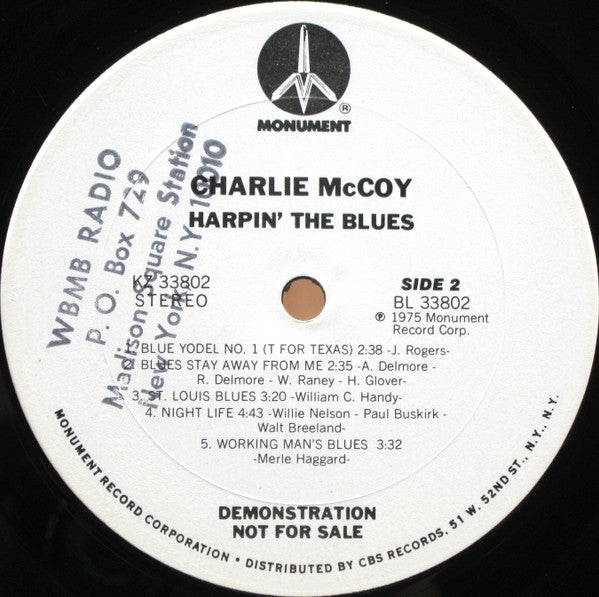 ®
MONUMENT
CHARLIE McCOY
HARPIN' THE BLUES
KZ 33802
STEREO
SIDE 2
BL 33802
℗ 1975 Monument
Record Corp.
1. BLUE YODEL NO. 1 (T FOR TEXAS) 2:38 -J. Rogers-
2. BLUES STAY AWAY FROM ME 2:35 -A. Delmore -
R. Delmore - W. Raney - H. Glover-
3. ST. LOUIS BLUES 3:20 -William C. Handy-
4. NIGHT LIFE 4:43 -Willie Nelson - Paul Buskirk -
Walt Breeland-
5. WORKING MAN'S BLUES 3:32
-Merle Haggard-
DEMONSTRATION
NOT FOR SALE
MONUMENT RECORD CORPORATION • DISTRIBUTED BY CBS RECORDS, 51 W. 52ND ST., N.Y., N.Y.
WBMB RADIO
P. O. Box 729
Madison Square Station
New York, N.Y. 10010